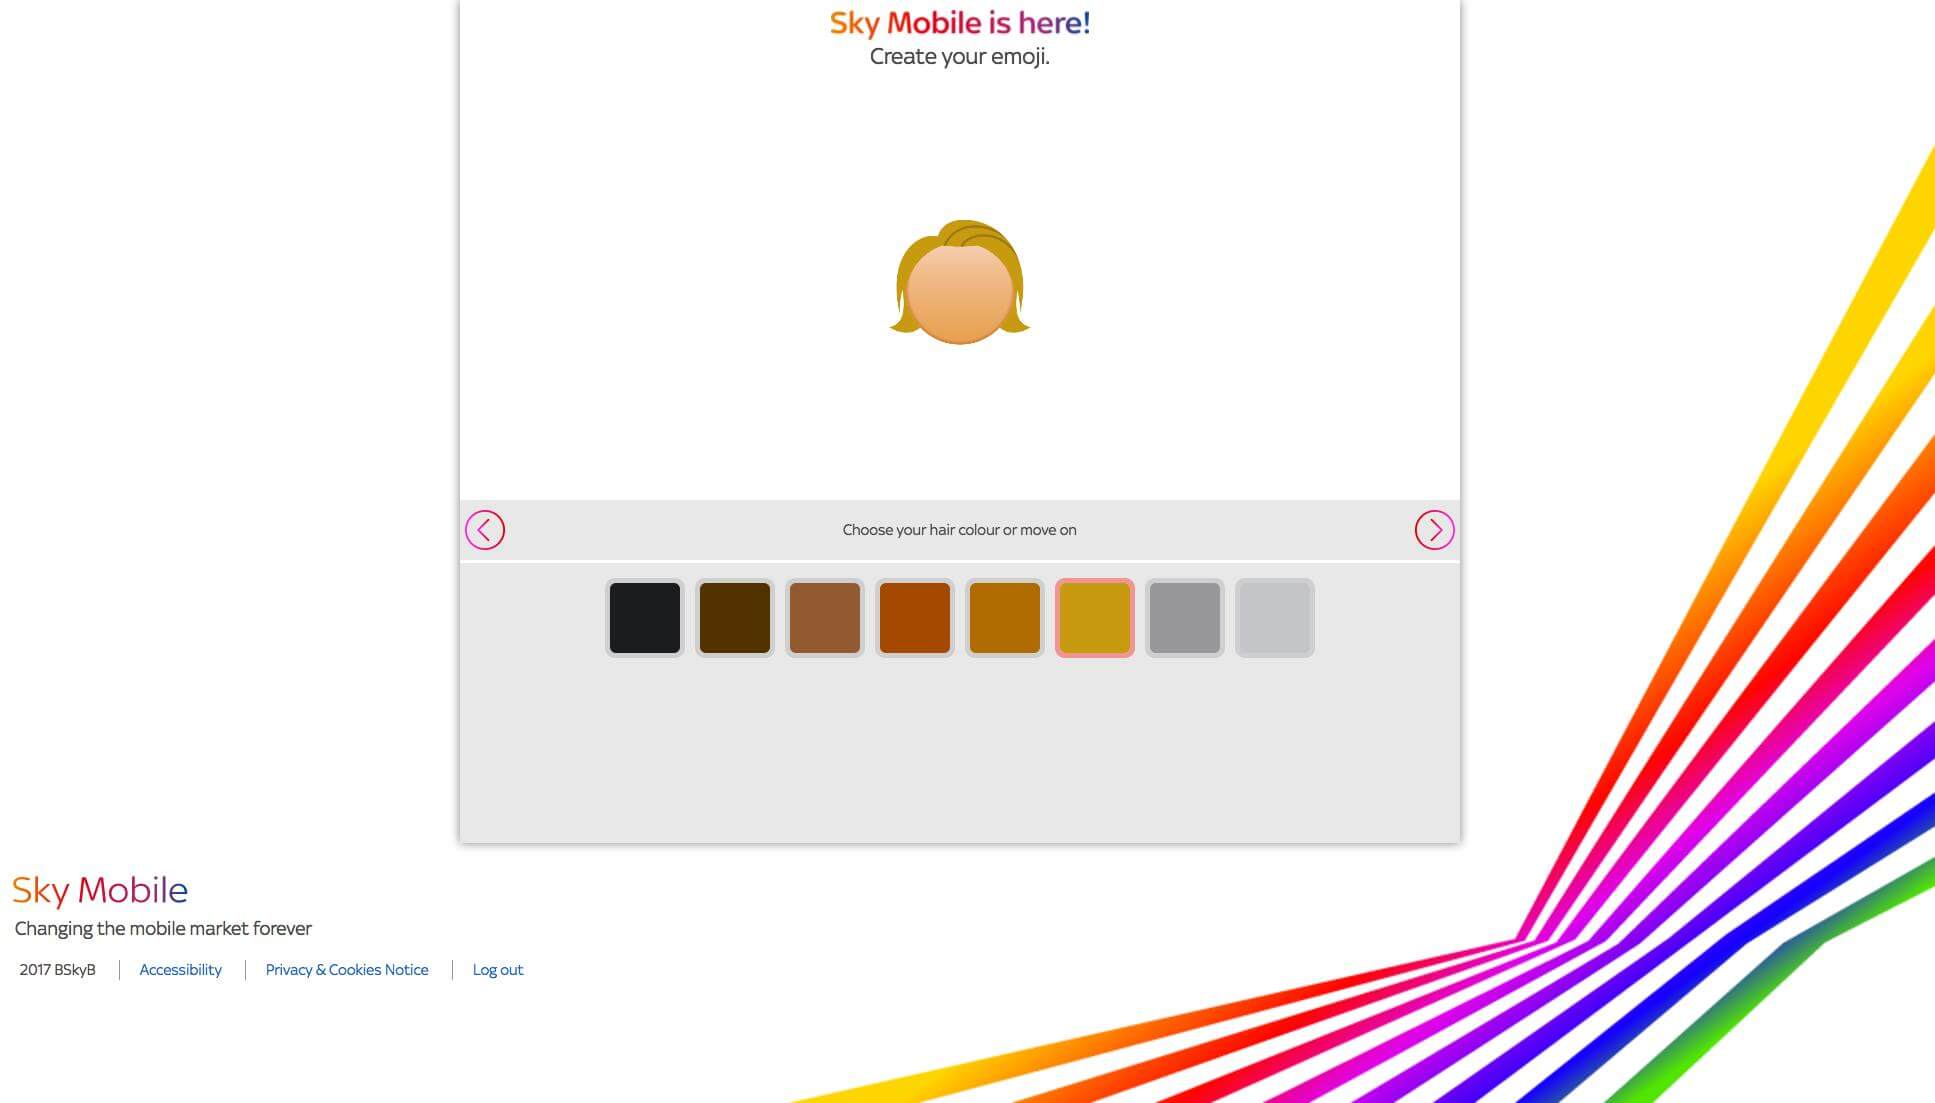 Sky Mobile is here!
Create your emoji.
Choose your hair colour or move on
Sky Mobile
Changing the mobile market forever
2017 BSkyB
Accessibility
Privacy & Cookies Notice
Log out